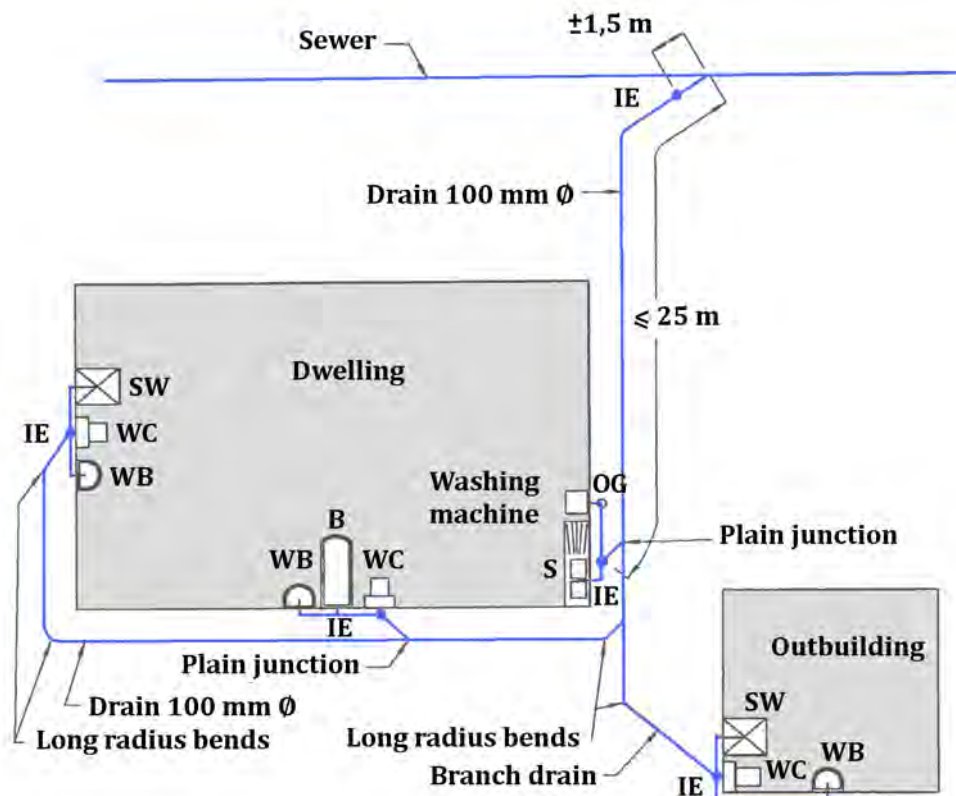 ±1,5 m
Sewer
IE
Drain 100 mm Ø
⩽ 25 m
Dwelling
SW
IE
WC
WB
Washing
machine
OG
Plain junction
B
WB
WC
S
IE
IE
Plain junction
Outbuilding
Drain 100 mm Ø
Long radius bends
Long radius bends
Branch drain
SW
WC
WB
IE